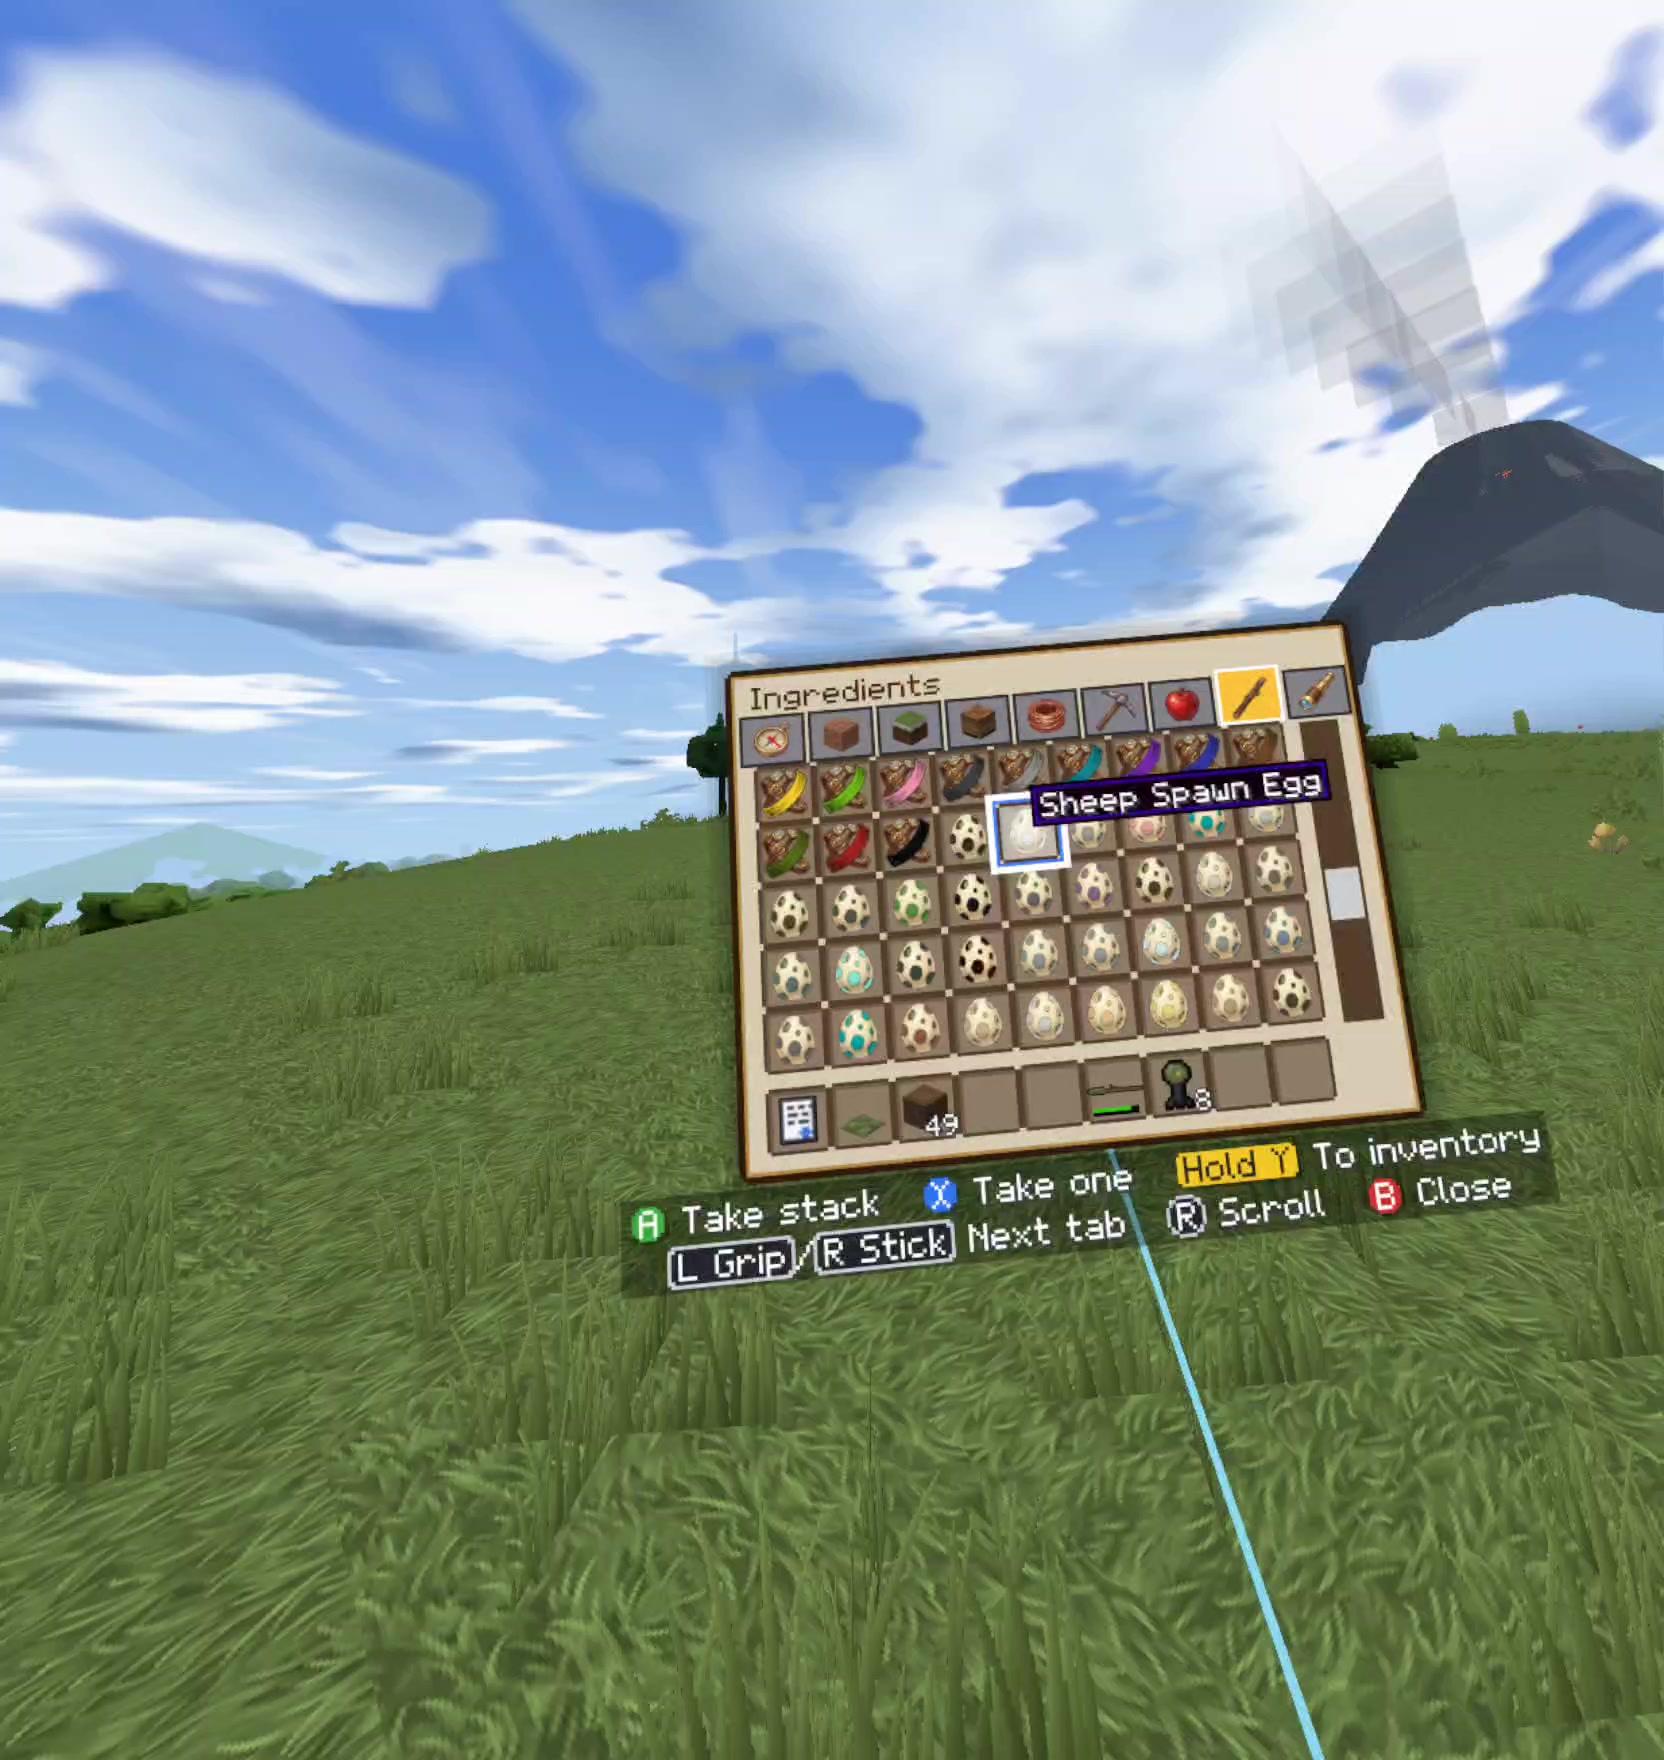 Ingredients
Sheep Spawn Egg
49
8
A Take stack X Take one Hold Y To inventory
L Grip/R Stick Next tab R Scroll B Close